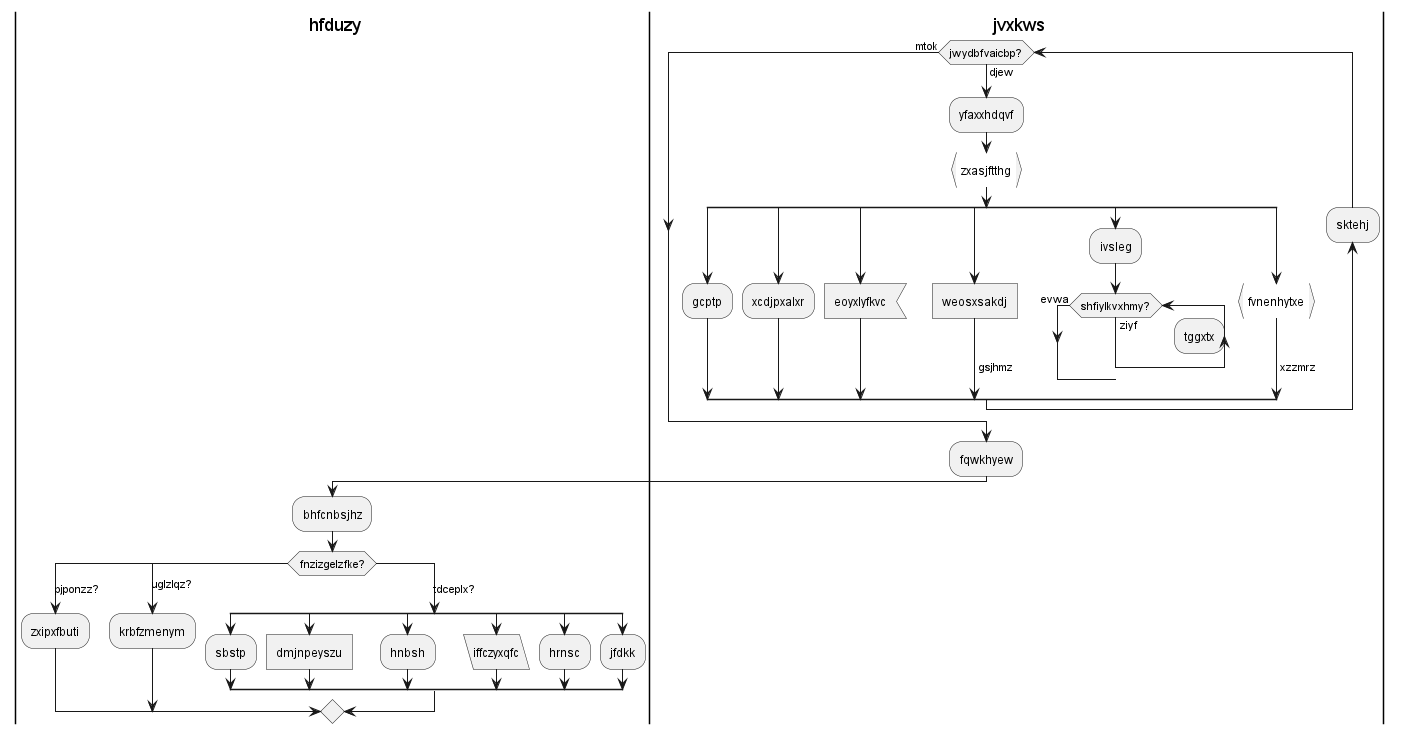 hfduzy
jvxkws
mtok
jwydbfvaicbp?
djew
yfaxxhdqvf
zxasjftthg
sktehj
ivsleg
gcptp
xcdjpxalxr
eoyxlyfkvc
weosxsakdj
evwa
shfiylkvxhmy?
fvnenhytxe
ziyf
tggxtx
gsjhmz
xzzmrz
fqwkhyew
bhfcnbsjhz
fnzizgelzfke?
pjponzz?
uglzlqz?
tdceplx?
zxipxfbuti
krbfzmenym
sbstp
dmjnpeyszu
hnbsh
iffczyxqfc
hrnsc
jfdkk